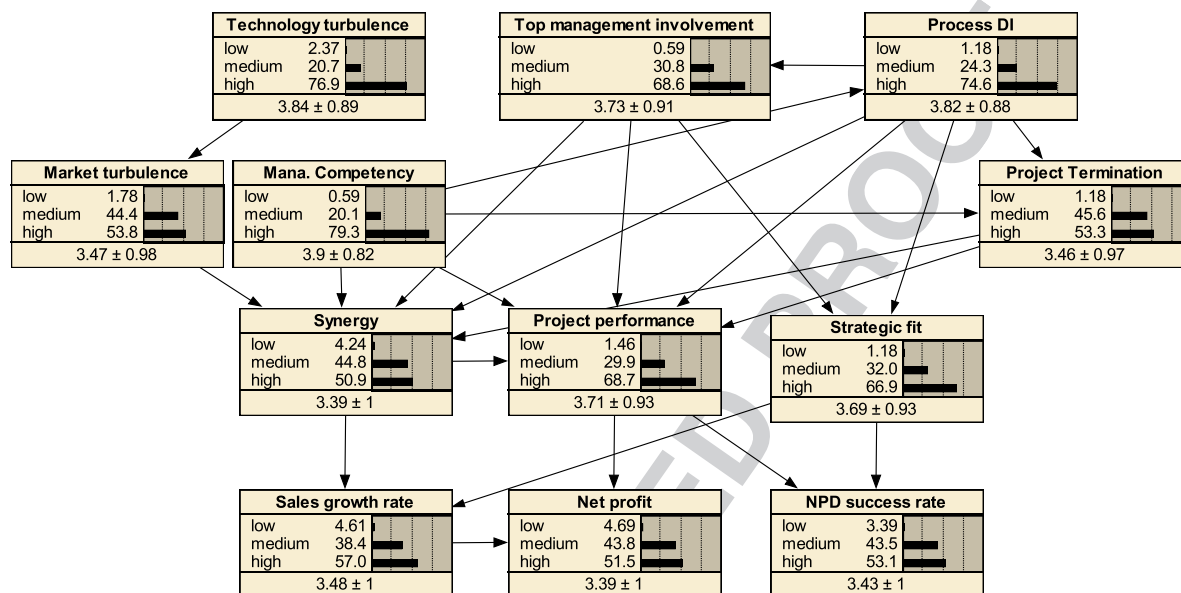 Technology turbulence
low 2.37
medium 20.7
high 76.9
3.84 ± 0.89
Top management involvement
low 0.59
medium 30.8
high 68.6
3.73 ± 0.91
Process DI
low 1.18
medium 24.3
high 74.6
3.82 ± 0.88
Market turbulence
low 1.78
medium 44.4
high 53.8
3.47 ± 0.98
Mana. Competency
low 0.59
medium 20.1
high 79.3
3.9 ± 0.82
Project Termination
low 1.18
medium 45.6
high 53.3
3.46 ± 0.97
Synergy
low 4.24
medium 44.8
high 50.9
3.39 ± 1
Project performance
low 1.46
medium 29.9
high 68.7
3.71 ± 0.93
Strategic fit
low 1.18
medium 32.0
high 66.9
3.69 ± 0.93
Sales growth rate
low 4.61
medium 38.4
high 57.0
3.48 ± 1
Net profit
low 4.69
medium 43.8
high 51.5
3.39 ± 1
NPD success rate
low 3.39
medium 43.5
high 53.1
3.43 ± 1
ED PROC